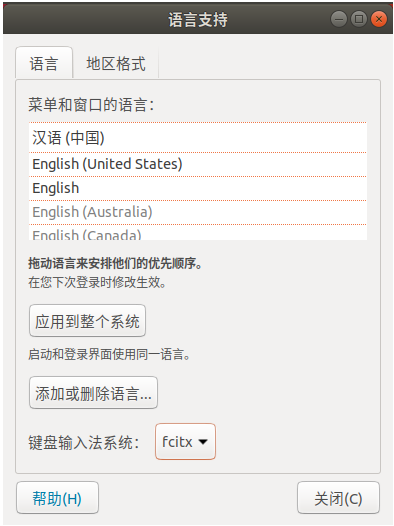 语言支持
语言
地区格式
菜单和窗口的语言：
汉语 (中国)
English (United States)
English
English (Australia)
English (Canada)
拖动语言来安排他们的优先顺序。
在您下次登录时修改生效。
应用到整个系统
启动和登录界面使用同一语言。
添加或删除语言...
键盘输入法系统： fcitx
帮助(H)
关闭(C)